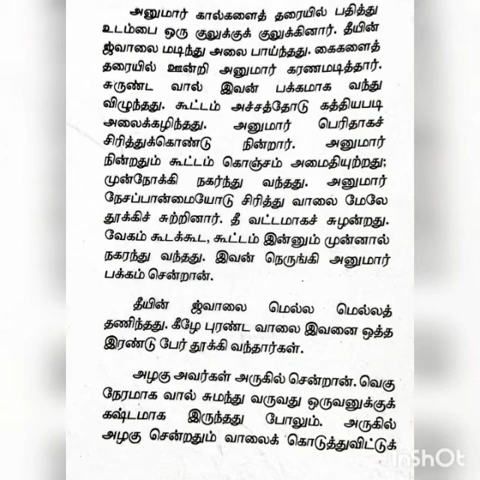 அனுமார் கால்களைத் தரையில் பதித்து
உடம்பை ஒரு குலுக்குக் குலுக்கினார். தீயின்
ஜ்வாலை மடிந்து அலை பாய்ந்தது. கைகளைத்
தரையில் ஊன்றி அனுமார் கரணமடித்தார்.
சுருண்ட வால் இவன் பக்கமாக வந்து
விழுந்தது. கூட்டம் அச்சத்தோடு கத்தியபடி
அலைக்கழிந்தது. அனுமார் பெரிதாகச்
சிரித்துக்கொண்டு நின்றார். அனுமார்
நின்றதும் கூட்டம் கொஞ்சம் அமைதியுற்றது;
முன்நோக்கி நகர்ந்து வந்தது. அனுமார்
நேசப்பான்மையோடு சிரித்து வாலை மேலே
தூக்கிச் சுற்றினார். தீ வட்டமாகச் சுழன்றது.
வேகம் கூடக்கூட, கூட்டம் இன்னும் முன்னால்
நகரந்து வந்தது. இவன் நெருங்கி அனுமார்
பக்கம் சென்றான்.
தீயின் ஜ்வாலை மெல்ல மெல்லத்
தணிந்தது. கீழே புரண்ட வாலை இவனை ஒத்த
இரண்டு பேர் தூக்கி வந்தார்கள்.
அழகு அவர்கள் அருகில் சென்றான். வெகு
நேரமாக வால் சுமந்து வருவது ஒருவனுக்குக்
கஷ்டமாக இருந்தது போலும். அருகில்
அழகு சென்றதும் வாலைக் கொடுத்துவிட்டுக்
InShOt